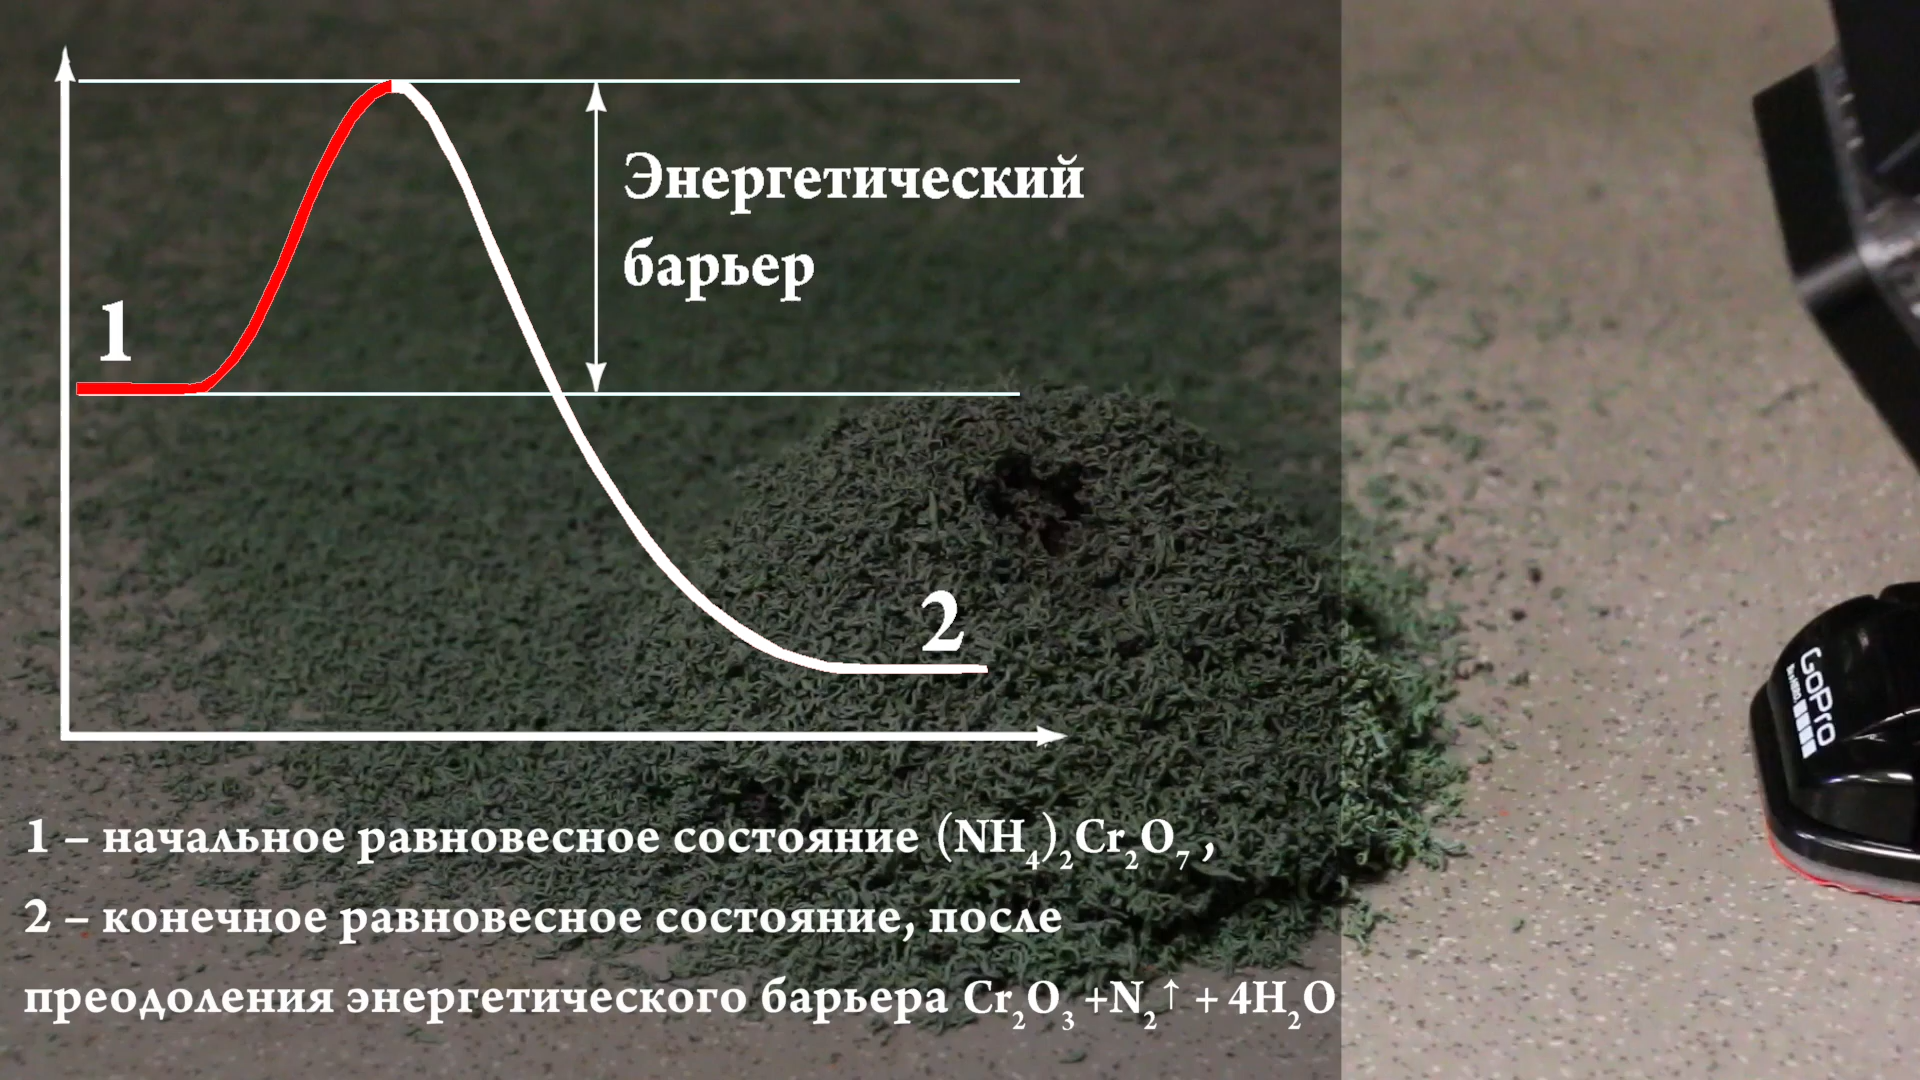 Энергетический
барьер
1
2
1 – начальное равновесное состояние (NH₄)₂Cr₂O₇ ,
2 – конечное равновесное состояние, после
преодоления энергетического барьера Cr₂O₃ +N₂↑ + 4H₂O
GoPro